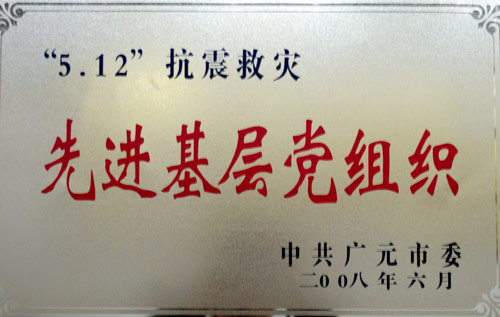 “5.12”抗震救灾
先进基层党组织
中共广元市委
二00八年六月